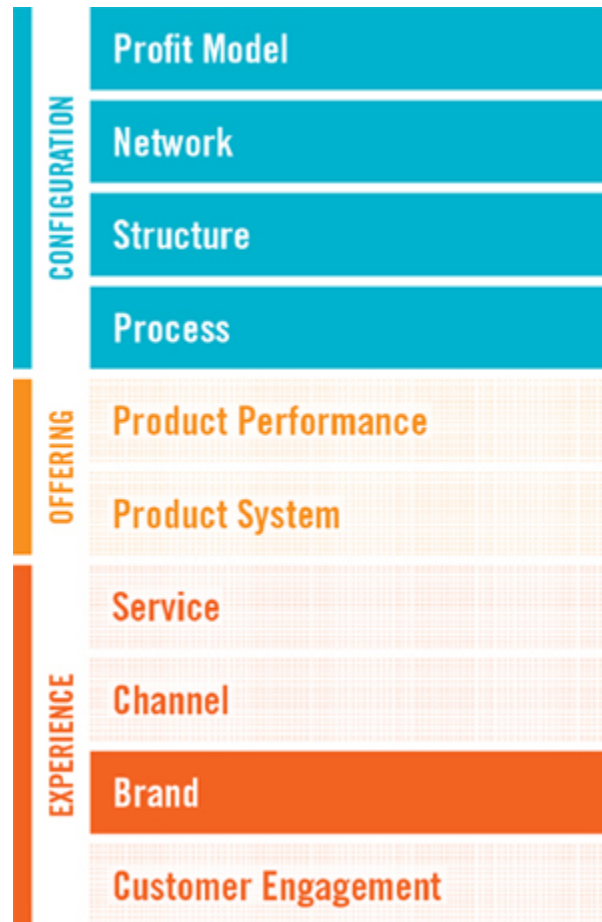 CONFIGURATION
Profit Model
Network
Structure
Process
OFFERING
Product Performance
Product System
EXPERIENCE
Service
Channel
Brand
Customer Engagement